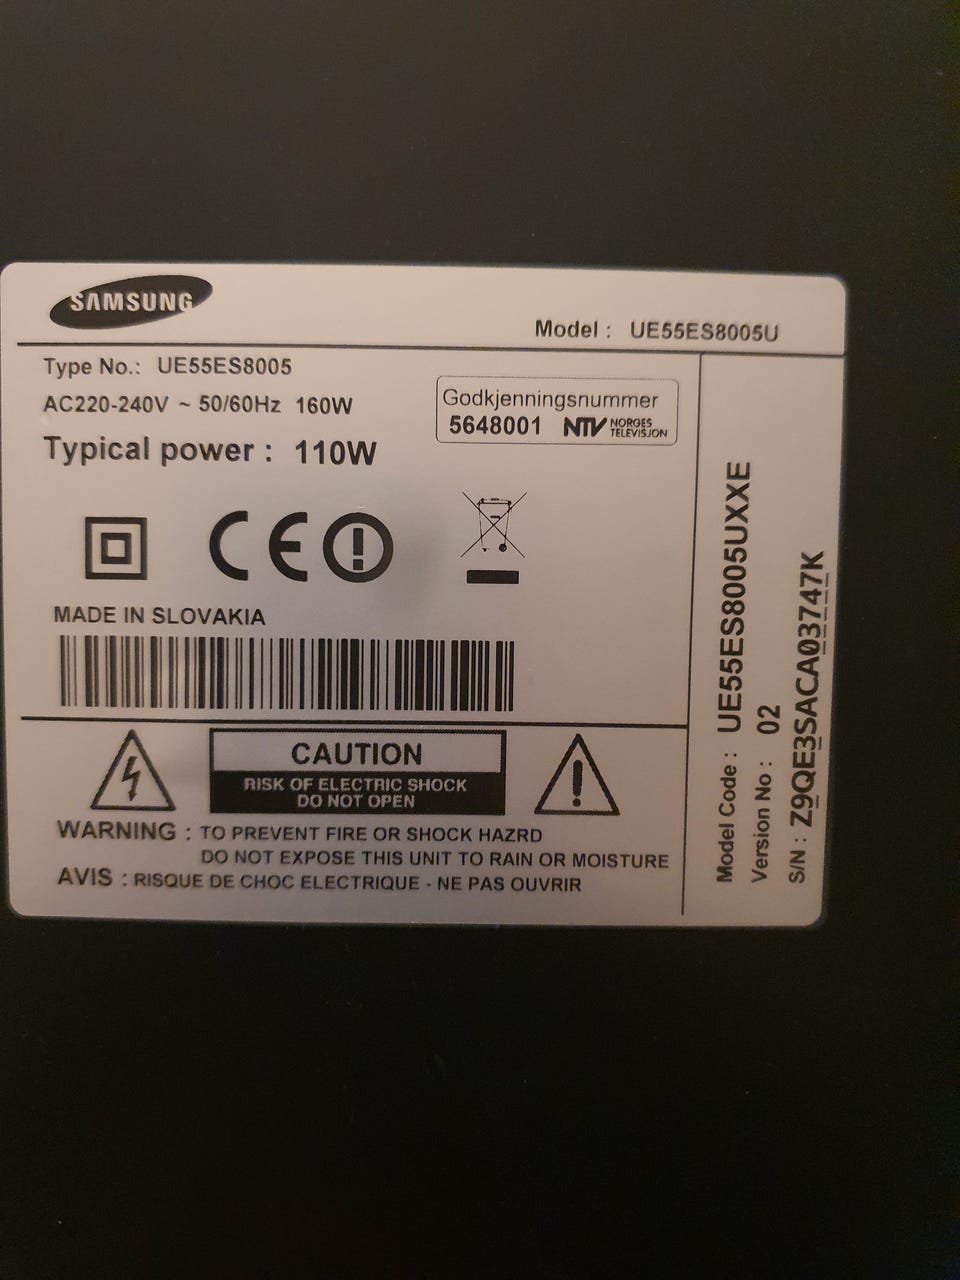 SAMSUNG
Model : UE55ES8005U
Type No.: UE55ES8005
AC220-240V ~ 50/60Hz 160W
Typical power : 110W
Godkjenningsnummer
5648001 NTV NORGES TELEVISJON
CE
MADE IN SLOVAKIA
CAUTION
RISK OF ELECTRIC SHOCK
DO NOT OPEN
WARNING : TO PREVENT FIRE OR SHOCK HAZRD
DO NOT EXPOSE THIS UNIT TO RAIN OR MOISTURE
AVIS : RISQUE DE CHOC ELECTRIQUE - NE PAS OUVRIR
Model Code : UE55ES8005UXXE
Version No : 02
S/N : Z9QE3SACA03747K